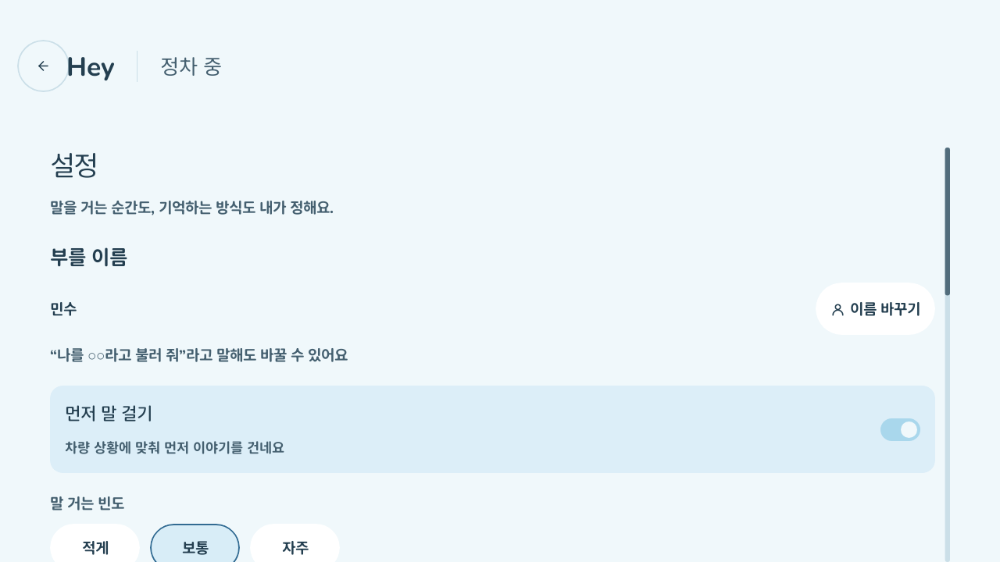 Hey
정차 중
설정
말을 거는 순간도, 기억하는 방식도 내가 정해요.
부를 이름
민수
이름 바꾸기
“나를 ○○라고 불러 줘”라고 말해도 바꿀 수 있어요
먼저 말 걸기
차량 상황에 맞춰 먼저 이야기를 건네요
말 거는 빈도
적게
보통
자주